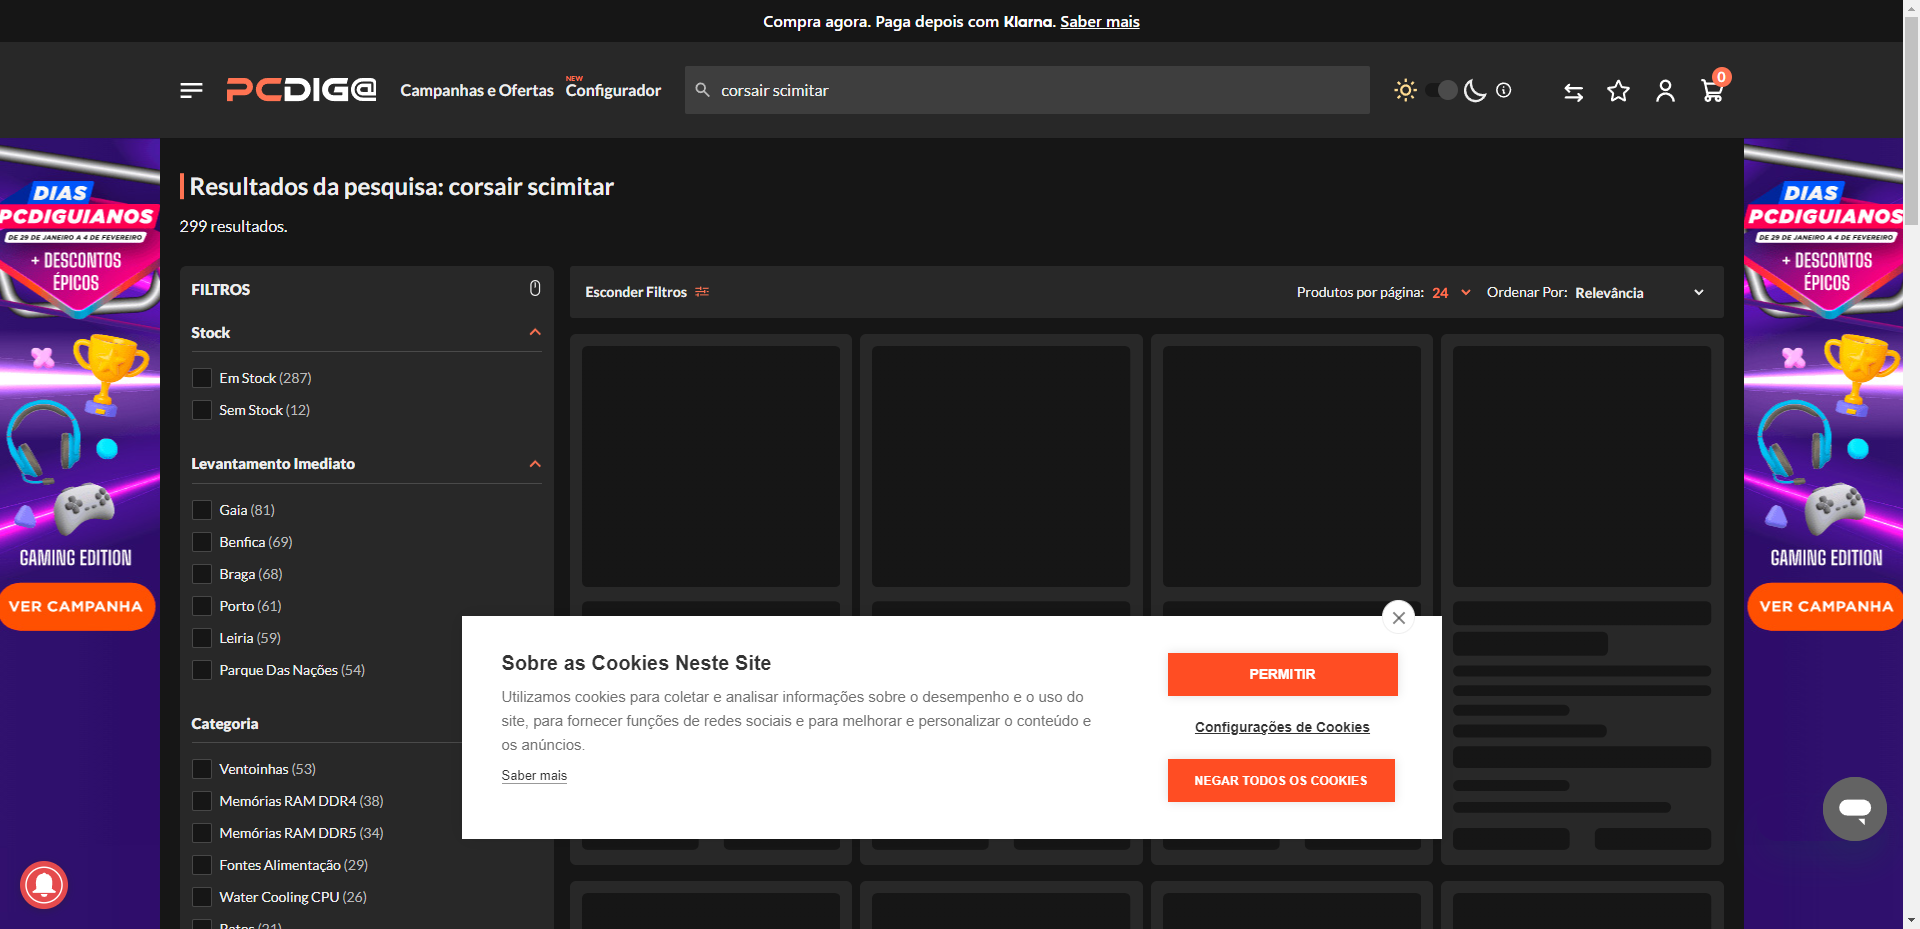 Compra agora. Paga depois com Klarna. Saber mais
PCDIG@
Campanhas e Ofertas
NEW
Configurador
corsair scimitar
0
DIAS
PCDIGUIANOS
DE 29 DE JANEIRO A 4 DE FEVEREIRO
+ DESCONTOS
ÉPICOS
GAMING EDITION
VER CAMPANHA
Resultados da pesquisa: corsair scimitar
299 resultados.
FILTROS
Stock
Em Stock (287)
Sem Stock (12)
Levantamento Imediato
Gaia (81)
Benfica (69)
Braga (68)
Porto (61)
Leiria (59)
Parque Das Nações (54)
Categoria
Ventoinhas (53)
Memórias RAM DDR4 (38)
Memórias RAM DDR5 (34)
Fontes Alimentação (29)
Water Cooling CPU (26)
Ratos (21)
Esconder Filtros
Produtos por página: 24
Ordenar Por: Relevância
Sobre as Cookies Neste Site
Utilizamos cookies para coletar e analisar informações sobre o desempenho e o uso do
site, para fornecer funções de redes sociais e para melhorar e personalizar o conteúdo e
os anúncios.
Saber mais
PERMITIR
Configurações de Cookies
NEGAR TODOS OS COOKIES
DIAS
PCDIGUIANOS
DE 29 DE JANEIRO A 4 DE FEVEREIRO
+ DESCONTOS
ÉPICOS
GAMING EDITION
VER CAMPANHA